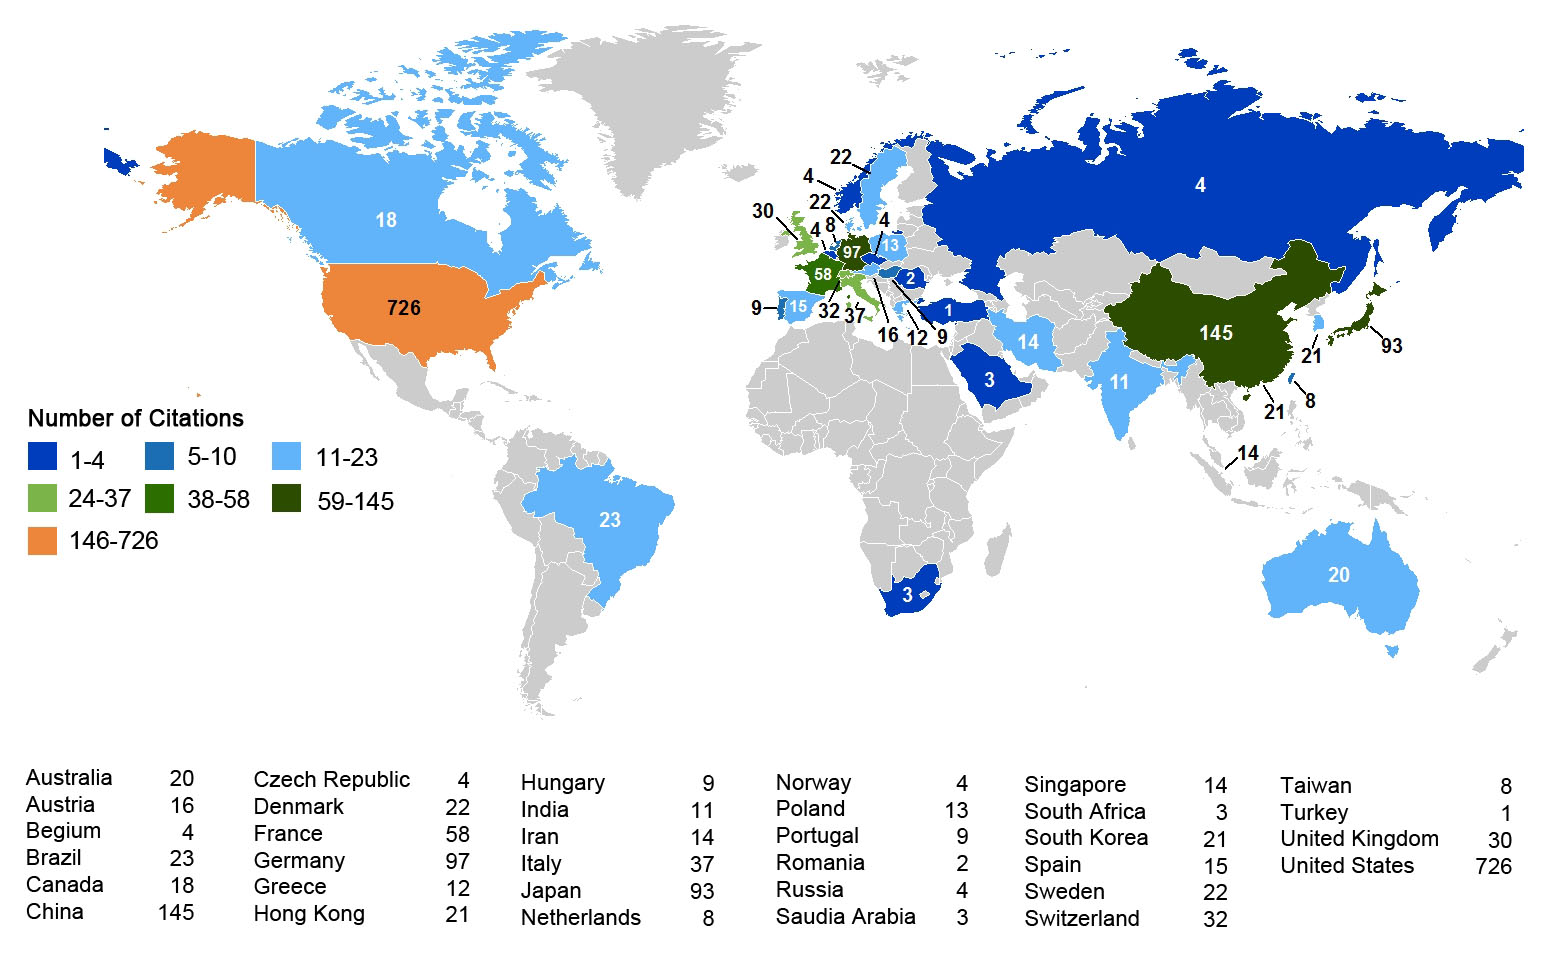 22
4
4
30
22
18
8
4
4
13
97
58
2
726
9
15
1
32
37
145
16
12
9
14
93
21
3
11
8
21
Number of Citations
14
1-4
5-10
11-23
24-37
38-58
59-145
23
146-726
20
3
Australia 20
Austria 16
Begium 4
Brazil 23
Canada 18
China 145
Czech Republic 4
Denmark 22
France 58
Germany 97
Greece 12
Hong Kong 21
Hungary 9
India 11
Iran 14
Italy 37
Japan 93
Netherlands 8
Norway 4
Poland 13
Portugal 9
Romania 2
Russia 4
Saudia Arabia 3
Singapore 14
South Africa 3
South Korea 21
Spain 15
Sweden 22
Switzerland 32
Taiwan 8
Turkey 1
United Kingdom 30
United States 726